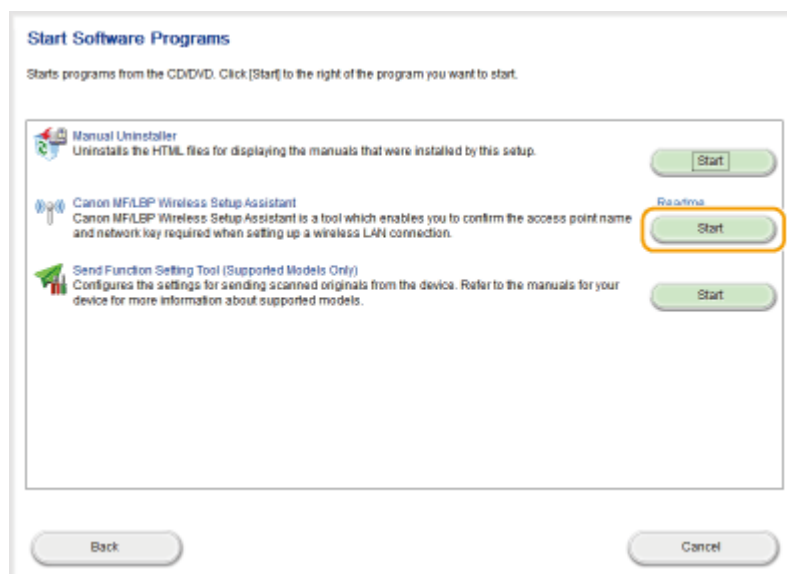 Start Software Programs
Starts programs from the CD/DVD. Click [Start] to the right of the program you want to start.
Manual Uninstaller
Uninstalls the HTML files for displaying the manuals that were installed by this setup.
Start
Canon MF/LBP Wireless Setup Assistant
Readme
Canon MF/LBP Wireless Setup Assistant is a tool which enables you to confirm the access point name
and network key required when setting up a wireless LAN connection.
Start
Send Function Setting Tool (Supported Models Only)
Configures the settings for sending scanned originals from the device. Refer to the manuals for your
device for more information about supported models.
Start
Back
Cancel